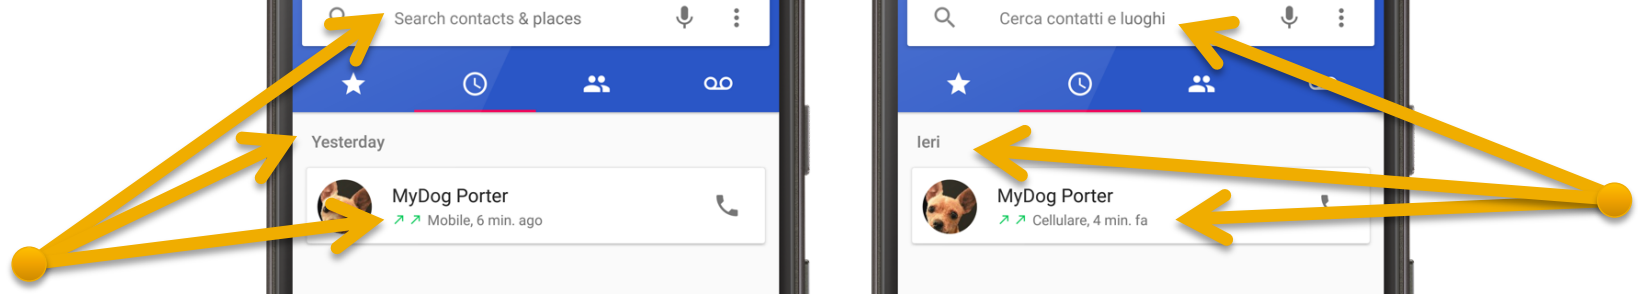 Search contacts & places
Yesterday
MyDog Porter
Mobile, 6 min. ago
Cerca contatti e luoghi
Ieri
MyDog Porter
Cellulare, 4 min. fa